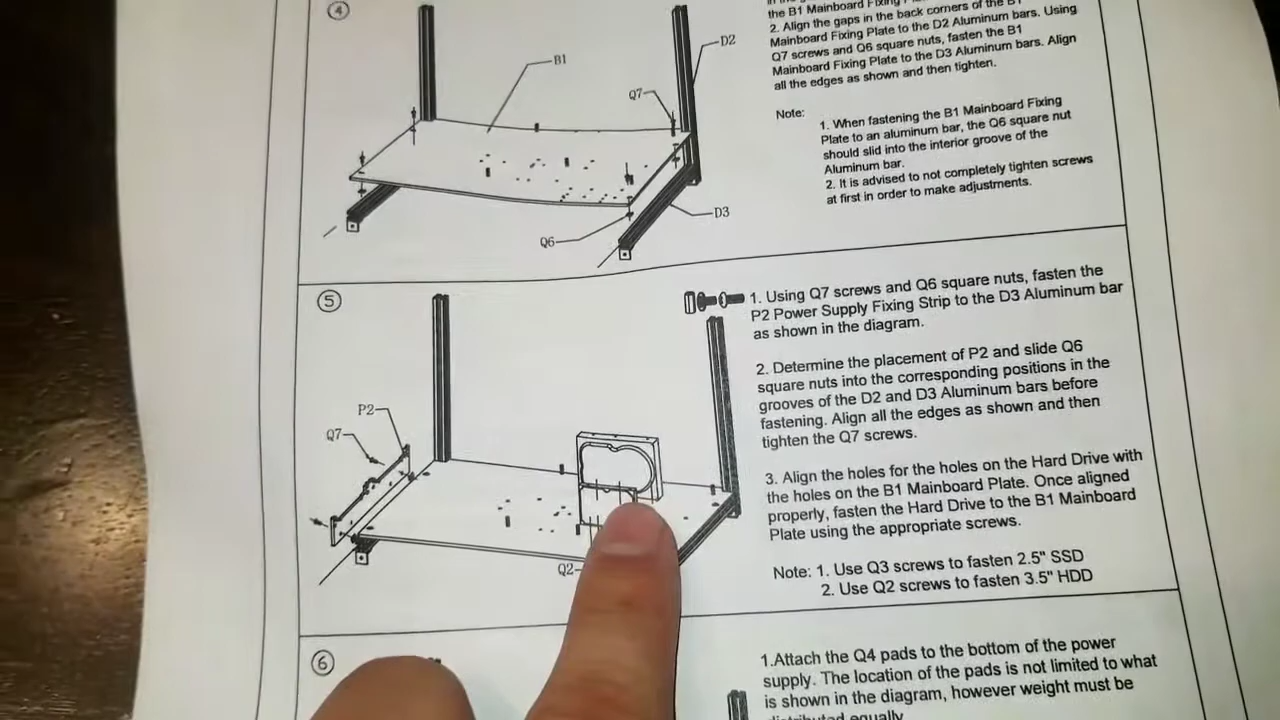 4
B1
D2
Q7
Q6
D3
the B1 Mainboard Fixing
2. Align the gaps in the back corners of the B1
Mainboard Fixing Plate to the D2 Aluminum bars. Using
Q7 screws and Q6 square nuts, fasten the B1
Mainboard Fixing Plate to the D3 Aluminum bars. Align
all the edges as shown and then tighten.
Note:
1. When fastening the B1 Mainboard Fixing
Plate to an aluminum bar, the Q6 square nut
should slid into the interior groove of the
Aluminum bar.
2. It is advised to not completely tighten screws
at first in order to make adjustments.
5
P2
Q7
Q2
1. Using Q7 screws and Q6 square nuts, fasten the
P2 Power Supply Fixing Strip to the D3 Aluminum bar
as shown in the diagram.
2. Determine the placement of P2 and slide Q6
square nuts into the corresponding positions in the
grooves of the D2 and D3 Aluminum bars before
fastening. Align all the edges as shown and then
tighten the Q7 screws.
3. Align the holes for the holes on the Hard Drive with
the holes on the B1 Mainboard Plate. Once aligned
properly, fasten the Hard Drive to the B1 Mainboard
Plate using the appropriate screws.
Note: 1. Use Q3 screws to fasten 2.5" SSD
2. Use Q2 screws to fasten 3.5" HDD
6
1.Attach the Q4 pads to the bottom of the power
supply. The location of the pads is not limited to what
is shown in the diagram, however weight must be
distributed equally